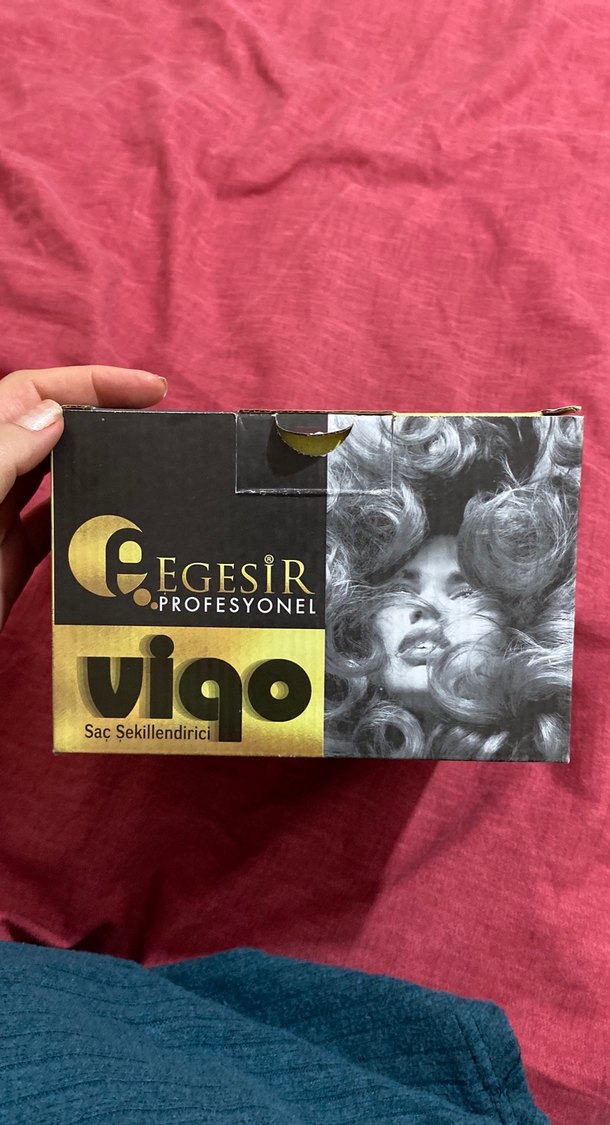 EGESİR®
PROFESYONEL
viqo
Saç Şekillendirici